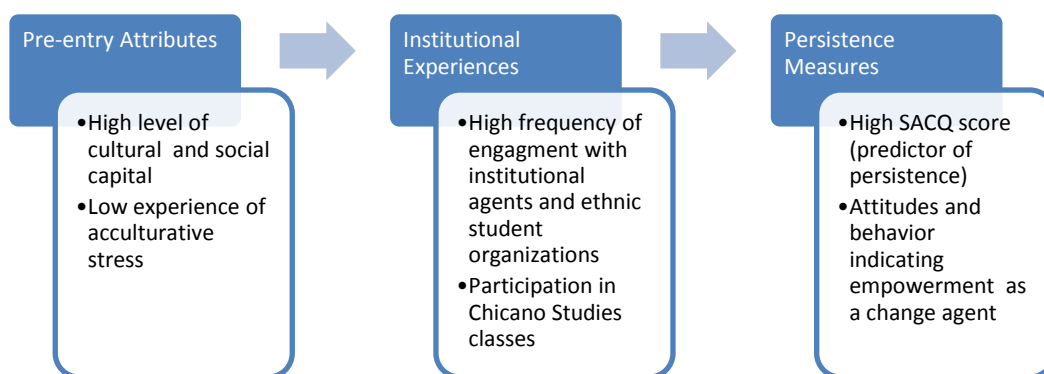 Pre-entry Attributes
•High level of
cultural and social
capital
•Low experience of
acculturative
stress
Institutional
Experiences
•High frequency of
engagment with
institutional
agents and ethnic
student
organizations
•Participation in
Chicano Studies
classes
Persistence
Measures
•High SACQ score
(predictor of
persistence)
•Attitudes and
behavior
indicating
empowerment as
a change agent